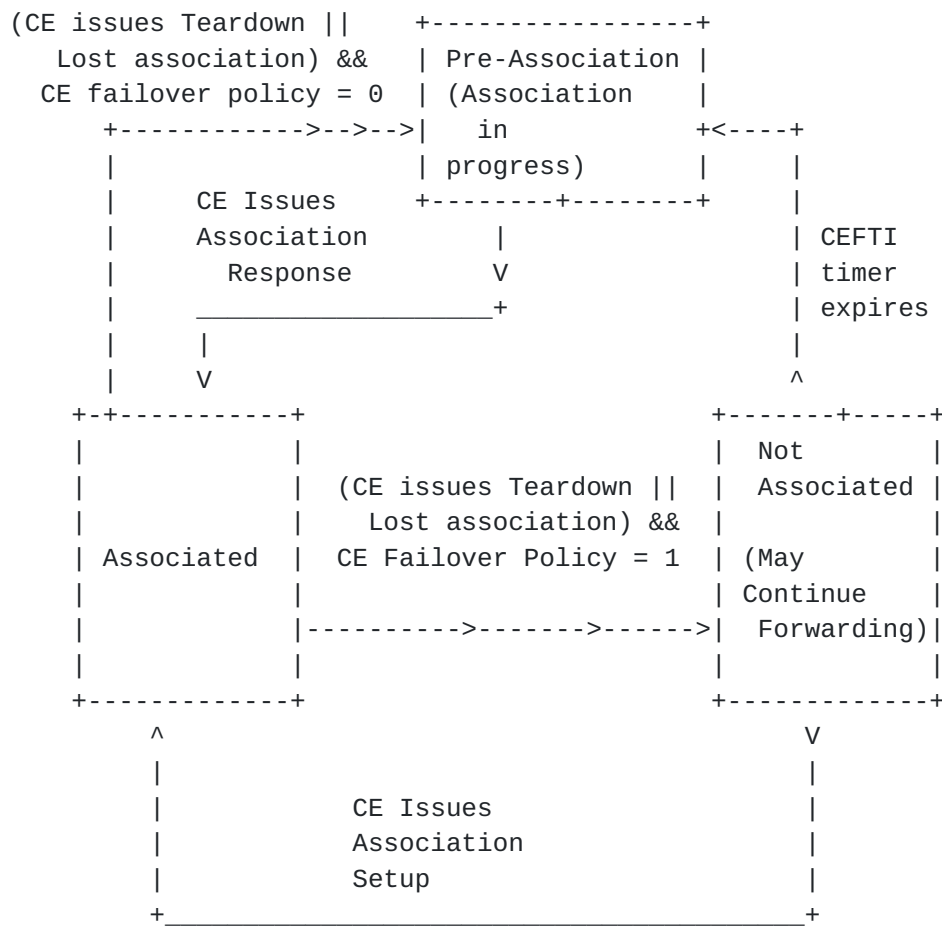 (CE issues Teardown ||    +-----------------+
   Lost association) &&   | Pre-Association |
  CE failover policy = 0  | (Association    |
      +------------>-->-->|   in            +<----+
      |                   | progress)       |     |
      |     CE Issues     +--------+--------+     |
      |     Association        |                  | CEFTI
      |       Response         V                  | timer
      |     ___________________+                  | expires
      |     |                                     |
      |     V                                     ^
    +-+-----------+                          +-------+-----+
    |             |                          |  Not        |
    |             |  (CE issues Teardown ||  |  Associated |
    |             |    Lost association) &&  |             |
    | Associated  |  CE Failover Policy = 1  | (May        |
    |             |                          | Continue    |
    |             |---------->------->------>|  Forwarding)|
    |             |                          |             |
    +-------------+                          +-------------+
         ^                                         V
         |                                         |
         |            CE Issues                    |
         |            Association                  |
         |            Setup                        |
         +_________________________________________+